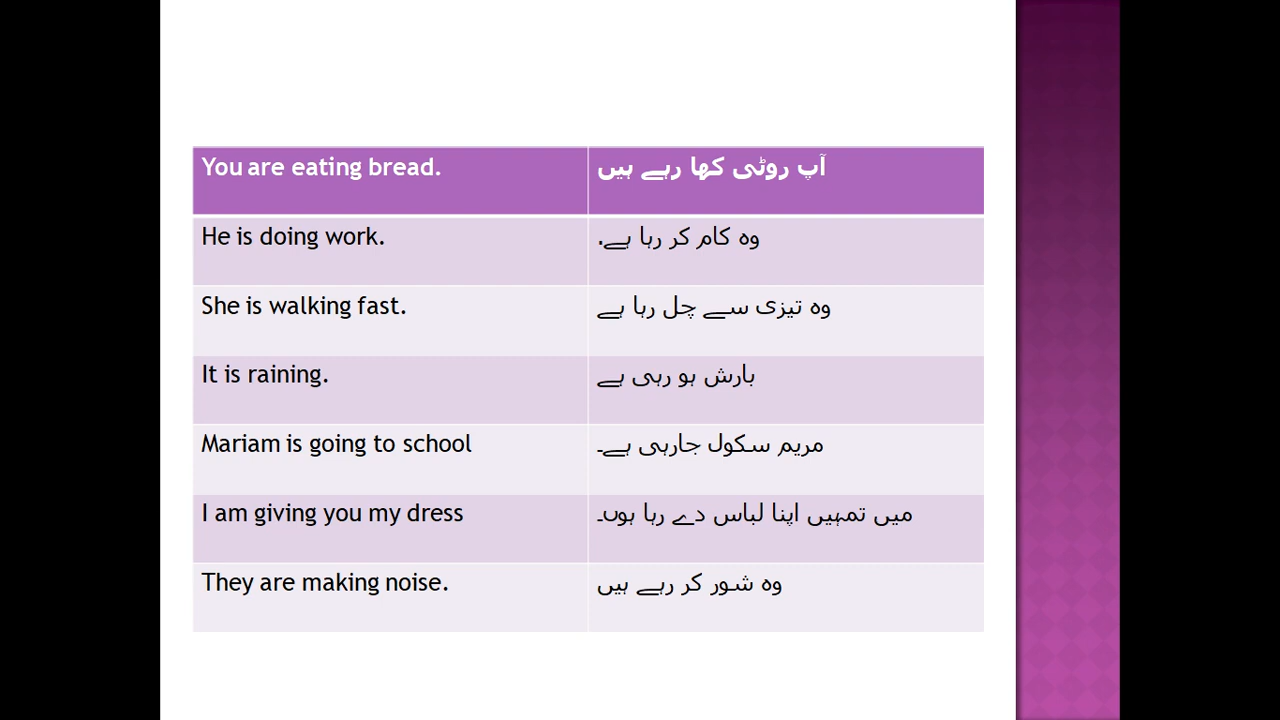 You are eating bread.
آپ روٹی کھا رہے ہیں
He is doing work.
وہ کام کر رہا ہے.
She is walking fast.
وہ تیزی سے چل رہا ہے
It is raining.
بارش ہو رہی ہے
Mariam is going to school
مریم سکول جارہی ہے۔
I am giving you my dress
میں تمہیں اپنا لباس دے رہا ہوں۔
They are making noise.
وہ شور کر رہے ہیں